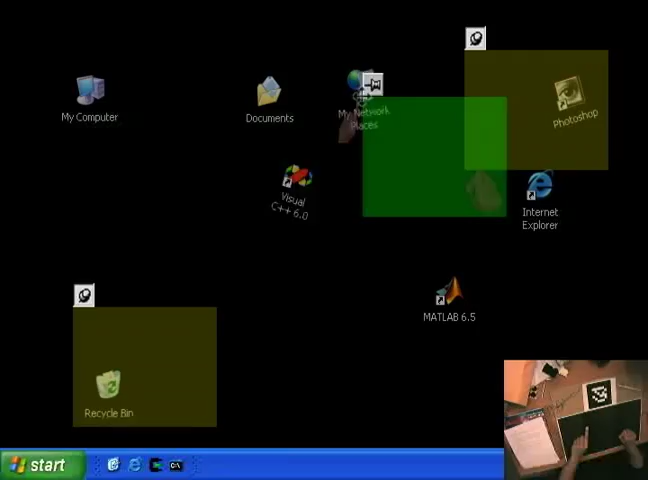 My Computer
Documents
My Network
Places
Photoshop
Visual
C++ 6.0
Internet
Explorer
MATLAB 6.5
Recycle Bin
start
C:\